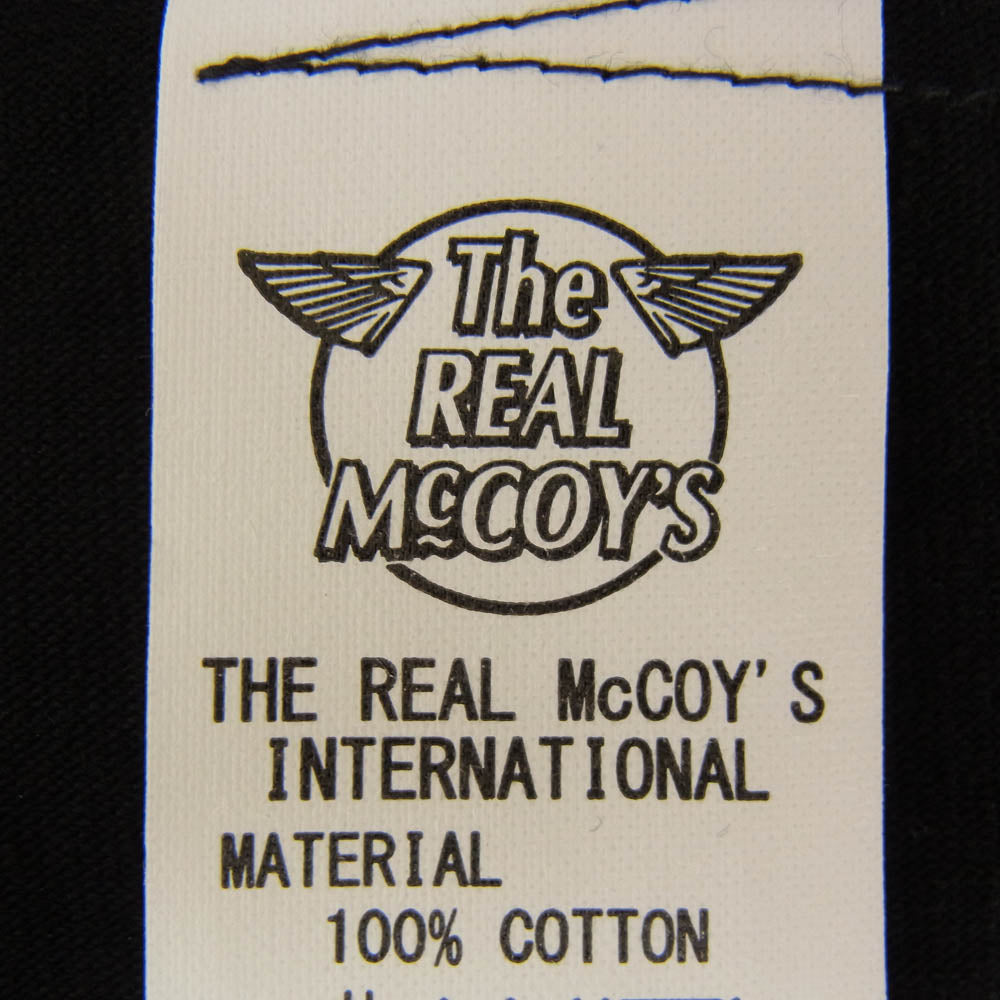 The
REAL
McCOY'S
THE REAL McCOY'S
INTERNATIONAL
MATERIAL
100% COTTON